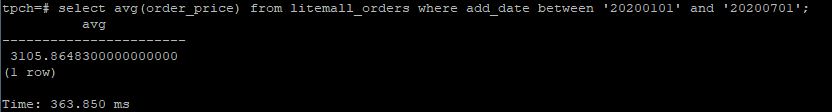 tpch=# select avg(order_price) from litemall_orders where add_date between '20200101' and '20200701';
avg
-----------------------
3105.8648300000000000
(1 row)
Time: 363.850 ms